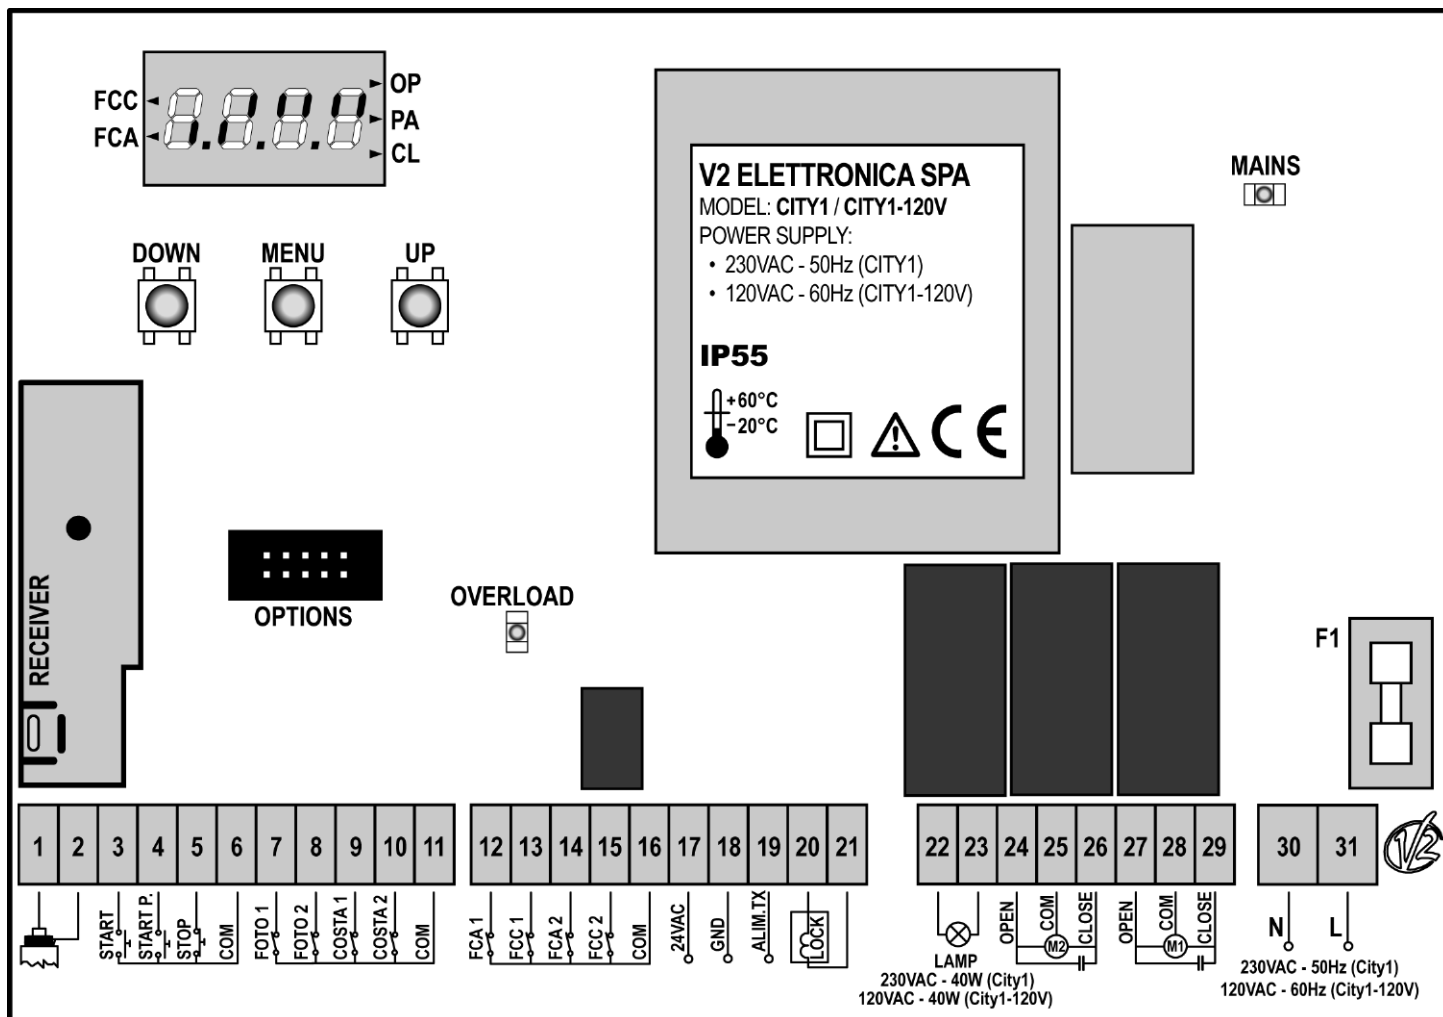 FCC
FCA
OP
PA
CL
DOWN
MENU
UP
V2 ELETTRONICA SPA
MODEL: CITY1 / CITY1-120V
POWER SUPPLY:
• 230VAC - 50Hz (CITY1)
• 120VAC - 60Hz (CITY1-120V)
IP55
+60°C
-20°C
CE
MAINS
RECEIVER
OPTIONS
OVERLOAD
F1
1 2 3 4 5 6 7 8 9 10 11
12 13 14 15 16 17 18 19 20 21
22 23 24 25 26 27 28 29
30 31
V2
START
START P.
STOP
COM
FOTO 1
FOTO 2
COSTA 1
COSTA 2
COM
FCA 1
FCC 1
FCA 2
FCC 2
COM
24VAC
GND
ALIM.TX
LOCK
LAMP
230VAC - 40W (City1)
120VAC - 40W (City1-120V)
OPEN
COM
CLOSE
M2
OPEN
COM
CLOSE
M1
N
L
230VAC - 50Hz (City1)
120VAC - 60Hz (City1-120V)